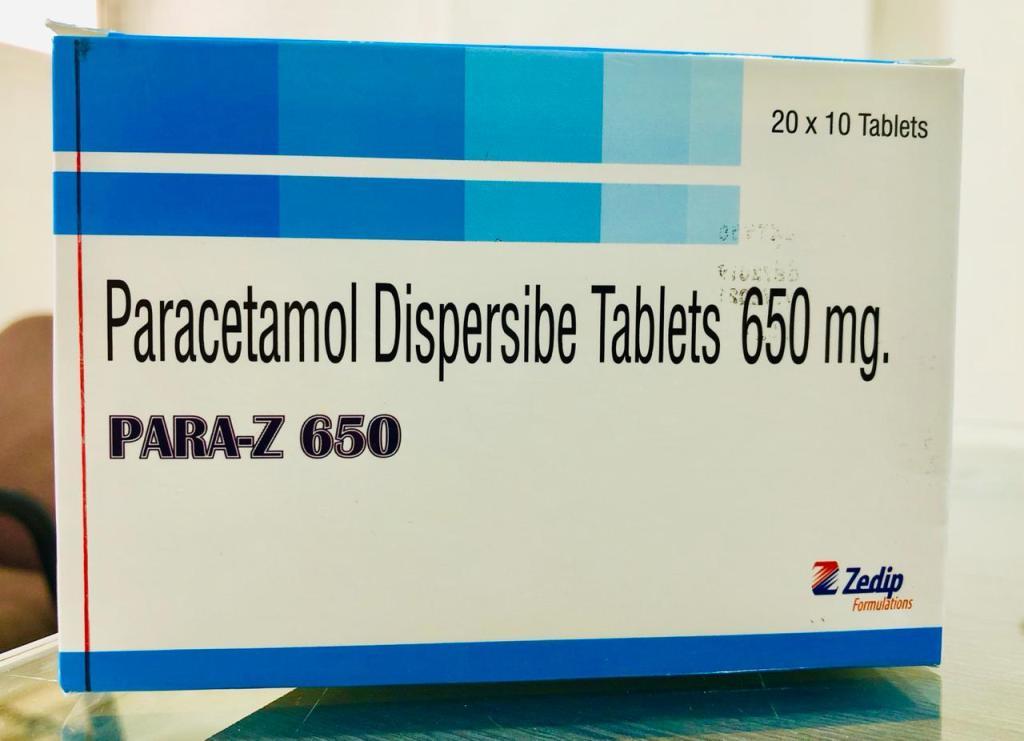 20 x 10 Tablets
Paracetamol Dispersibe Tablets 650 mg.
PARA-Z 650
Zedip
Formulations